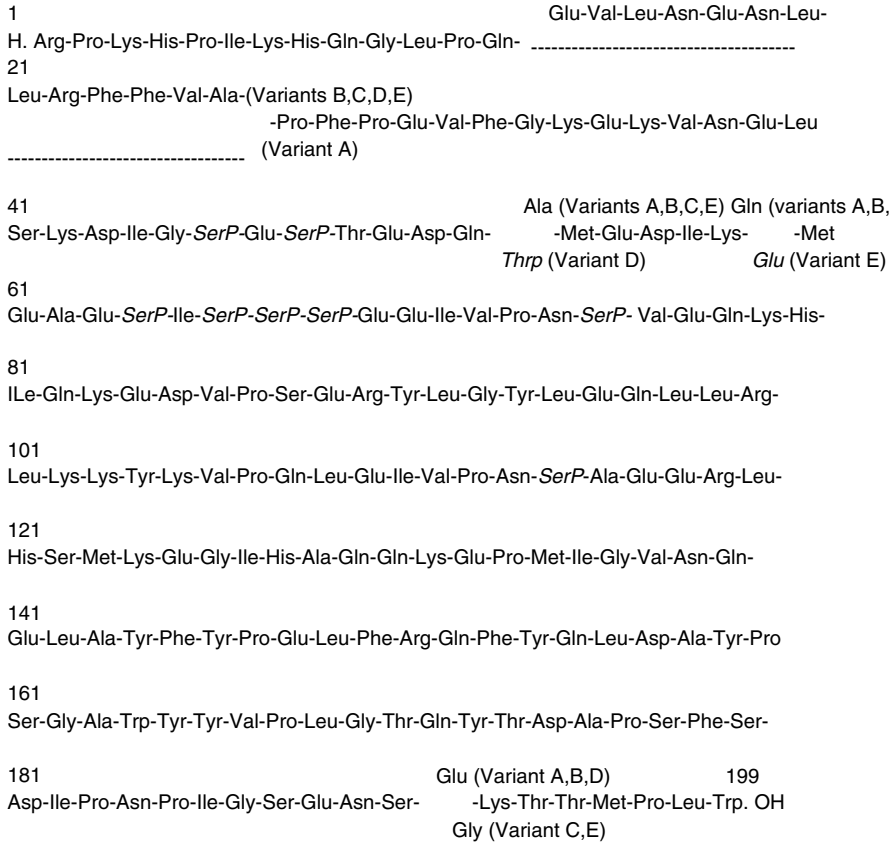 1 Glu-Val-Leu-Asn-Glu-Asn-Leu-
H. Arg-Pro-Lys-His-Pro-Ile-Lys-His-Gln-Gly-Leu-Pro-Gln- ---------------------------------------
21
Leu-Arg-Phe-Phe-Val-Ala-(Variants B,C,D,E)
-Pro-Phe-Pro-Glu-Val-Phe-Gly-Lys-Glu-Lys-Val-Asn-Glu-Leu
----------------------------------- (Variant A)
41 Ala (Variants A,B,C,E) Gln (variants A,B,
Ser-Lys-Asp-Ile-Gly-SerP-Glu-SerP-Thr-Glu-Asp-Gln- -Met-Glu-Asp-Ile-Lys- -Met
Thrp (Variant D) Glu (Variant E)
61
Glu-Ala-Glu-SerP-Ile-SerP-SerP-SerP-Glu-Glu-Ile-Val-Pro-Asn-SerP- Val-Glu-Gln-Lys-His-
81
ILe-Gln-Lys-Glu-Asp-Val-Pro-Ser-Glu-Arg-Tyr-Leu-Gly-Tyr-Leu-Glu-Gln-Leu-Leu-Arg-
101
Leu-Lys-Lys-Tyr-Lys-Val-Pro-Gln-Leu-Glu-Ile-Val-Pro-Asn-SerP-Ala-Glu-Glu-Arg-Leu-
121
His-Ser-Met-Lys-Glu-Gly-Ile-His-Ala-Gln-Gln-Lys-Glu-Pro-Met-Ile-Gly-Val-Asn-Gln-
141
Glu-Leu-Ala-Tyr-Phe-Tyr-Pro-Glu-Leu-Phe-Arg-Gln-Phe-Tyr-Gln-Leu-Asp-Ala-Tyr-Pro
161
Ser-Gly-Ala-Trp-Tyr-Tyr-Val-Pro-Leu-Gly-Thr-Gln-Tyr-Thr-Asp-Ala-Pro-Ser-Phe-Ser-
181 Glu (Variant A,B,D) 199
Asp-Ile-Pro-Asn-Pro-Ile-Gly-Ser-Glu-Asn-Ser- -Lys-Thr-Thr-Met-Pro-Leu-Trp. OH
Gly (Variant C,E)